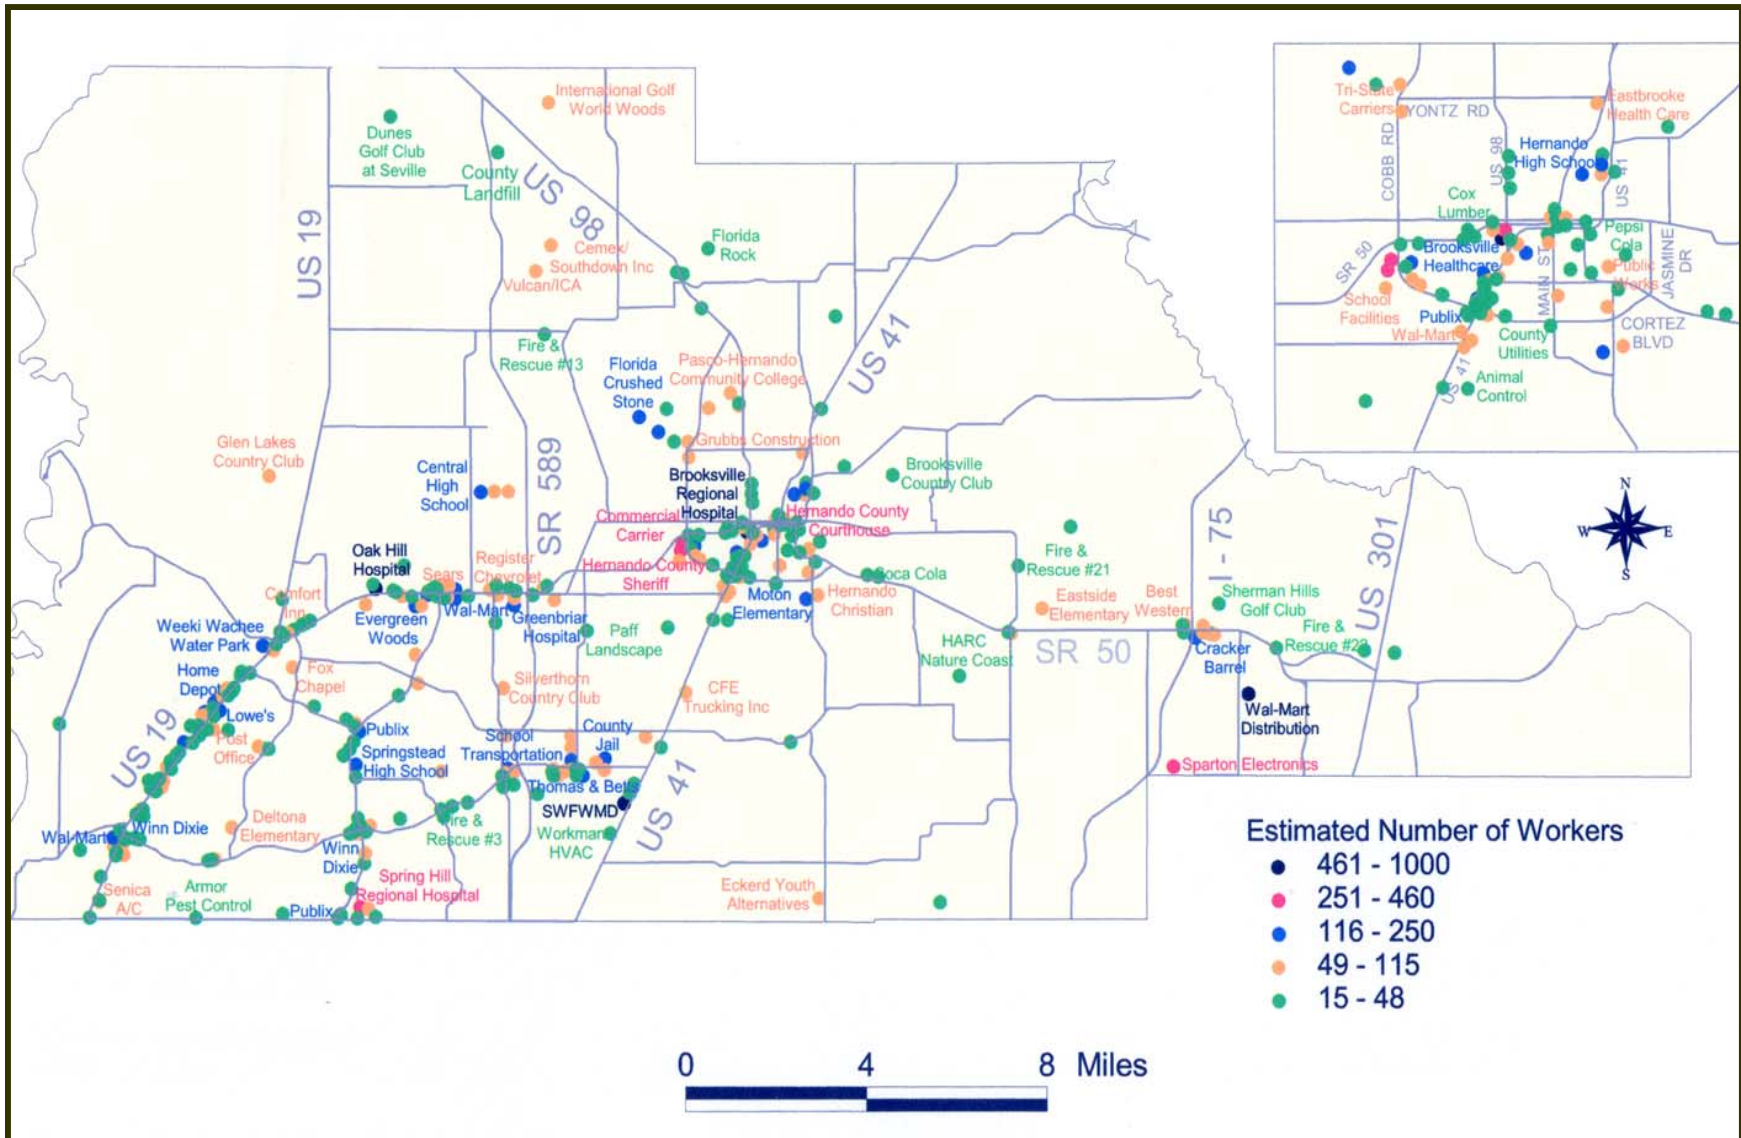 International Golf
World Woods
Dunes
Golf Club
at Seville
County
Landfill
US 98
US 19
Cemex/
Southdown Inc
Vulcan/ICA
Florida
Rock
Fire &
Rescue #13
Florida
Crushed
Stone
Pasco-Hernando
Community College
US 41
Grubbs Construction
Glen Lakes
Country Club
Central
High
School
SR 589
Brooksville
Regional
Hospital
Brooksville
Country Club
Commercial
Carrier
Hernando County
Courthouse
Hernando County
Sheriff
Oak Hill
Hospital
Sears
Register
Chevrolet
Coca Cola
Fire &
Rescue #21
Comfort
Inn
Evergreen
Woods
Wal-Mart
Greenbriar
Hospital
Moton
Elementary
Hernando
Christian
Eastside
Elementary
Best
Western
I - 75
Sherman Hills
Golf Club
US 301
Weeki Wachee
Water Park
Paff
Landscape
HARC
Nature Coast
SR 50
Cracker
Barrel
Fire &
Rescue #22
Home
Depot
Fox
Chapel
Lowe's
Silverthorn
Country Club
CFE
Trucking Inc
Wal-Mart
Distribution
US 19
Post
Office
Publix
Springstead
High School
School
Transportation
County
Jail
Thomas & Betts
SWFWMD
US 41
Sparton Electronics
Wal-Mart
Winn Dixie
Deltona
Elementary
Winn
Dixie
Fire &
Rescue #3
Workman
HVAC
Senica
A/C
Armor
Pest Control
Publix
Spring Hill
Regional Hospital
Eckerd Youth
Alternatives
Tri-State
Carriers
YONTZ RD
Eastbrooke
Health Care
COBB RD
US 98
Hernando
High School
US 41
Cox
Lumber
Pepsi
Cola
SR 50
Brooksville
Healthcare
MAIN ST
Public
Works
JASMINE
DR
School
Facilities
Publix
Wal-Mart
County
Utilities
CORTEZ
BLVD
US 41
Animal
Control
N
W
E
S
Estimated Number of Workers
461 - 1000
251 - 460
116 - 250
49 - 115
15 - 48
0 4 8 Miles